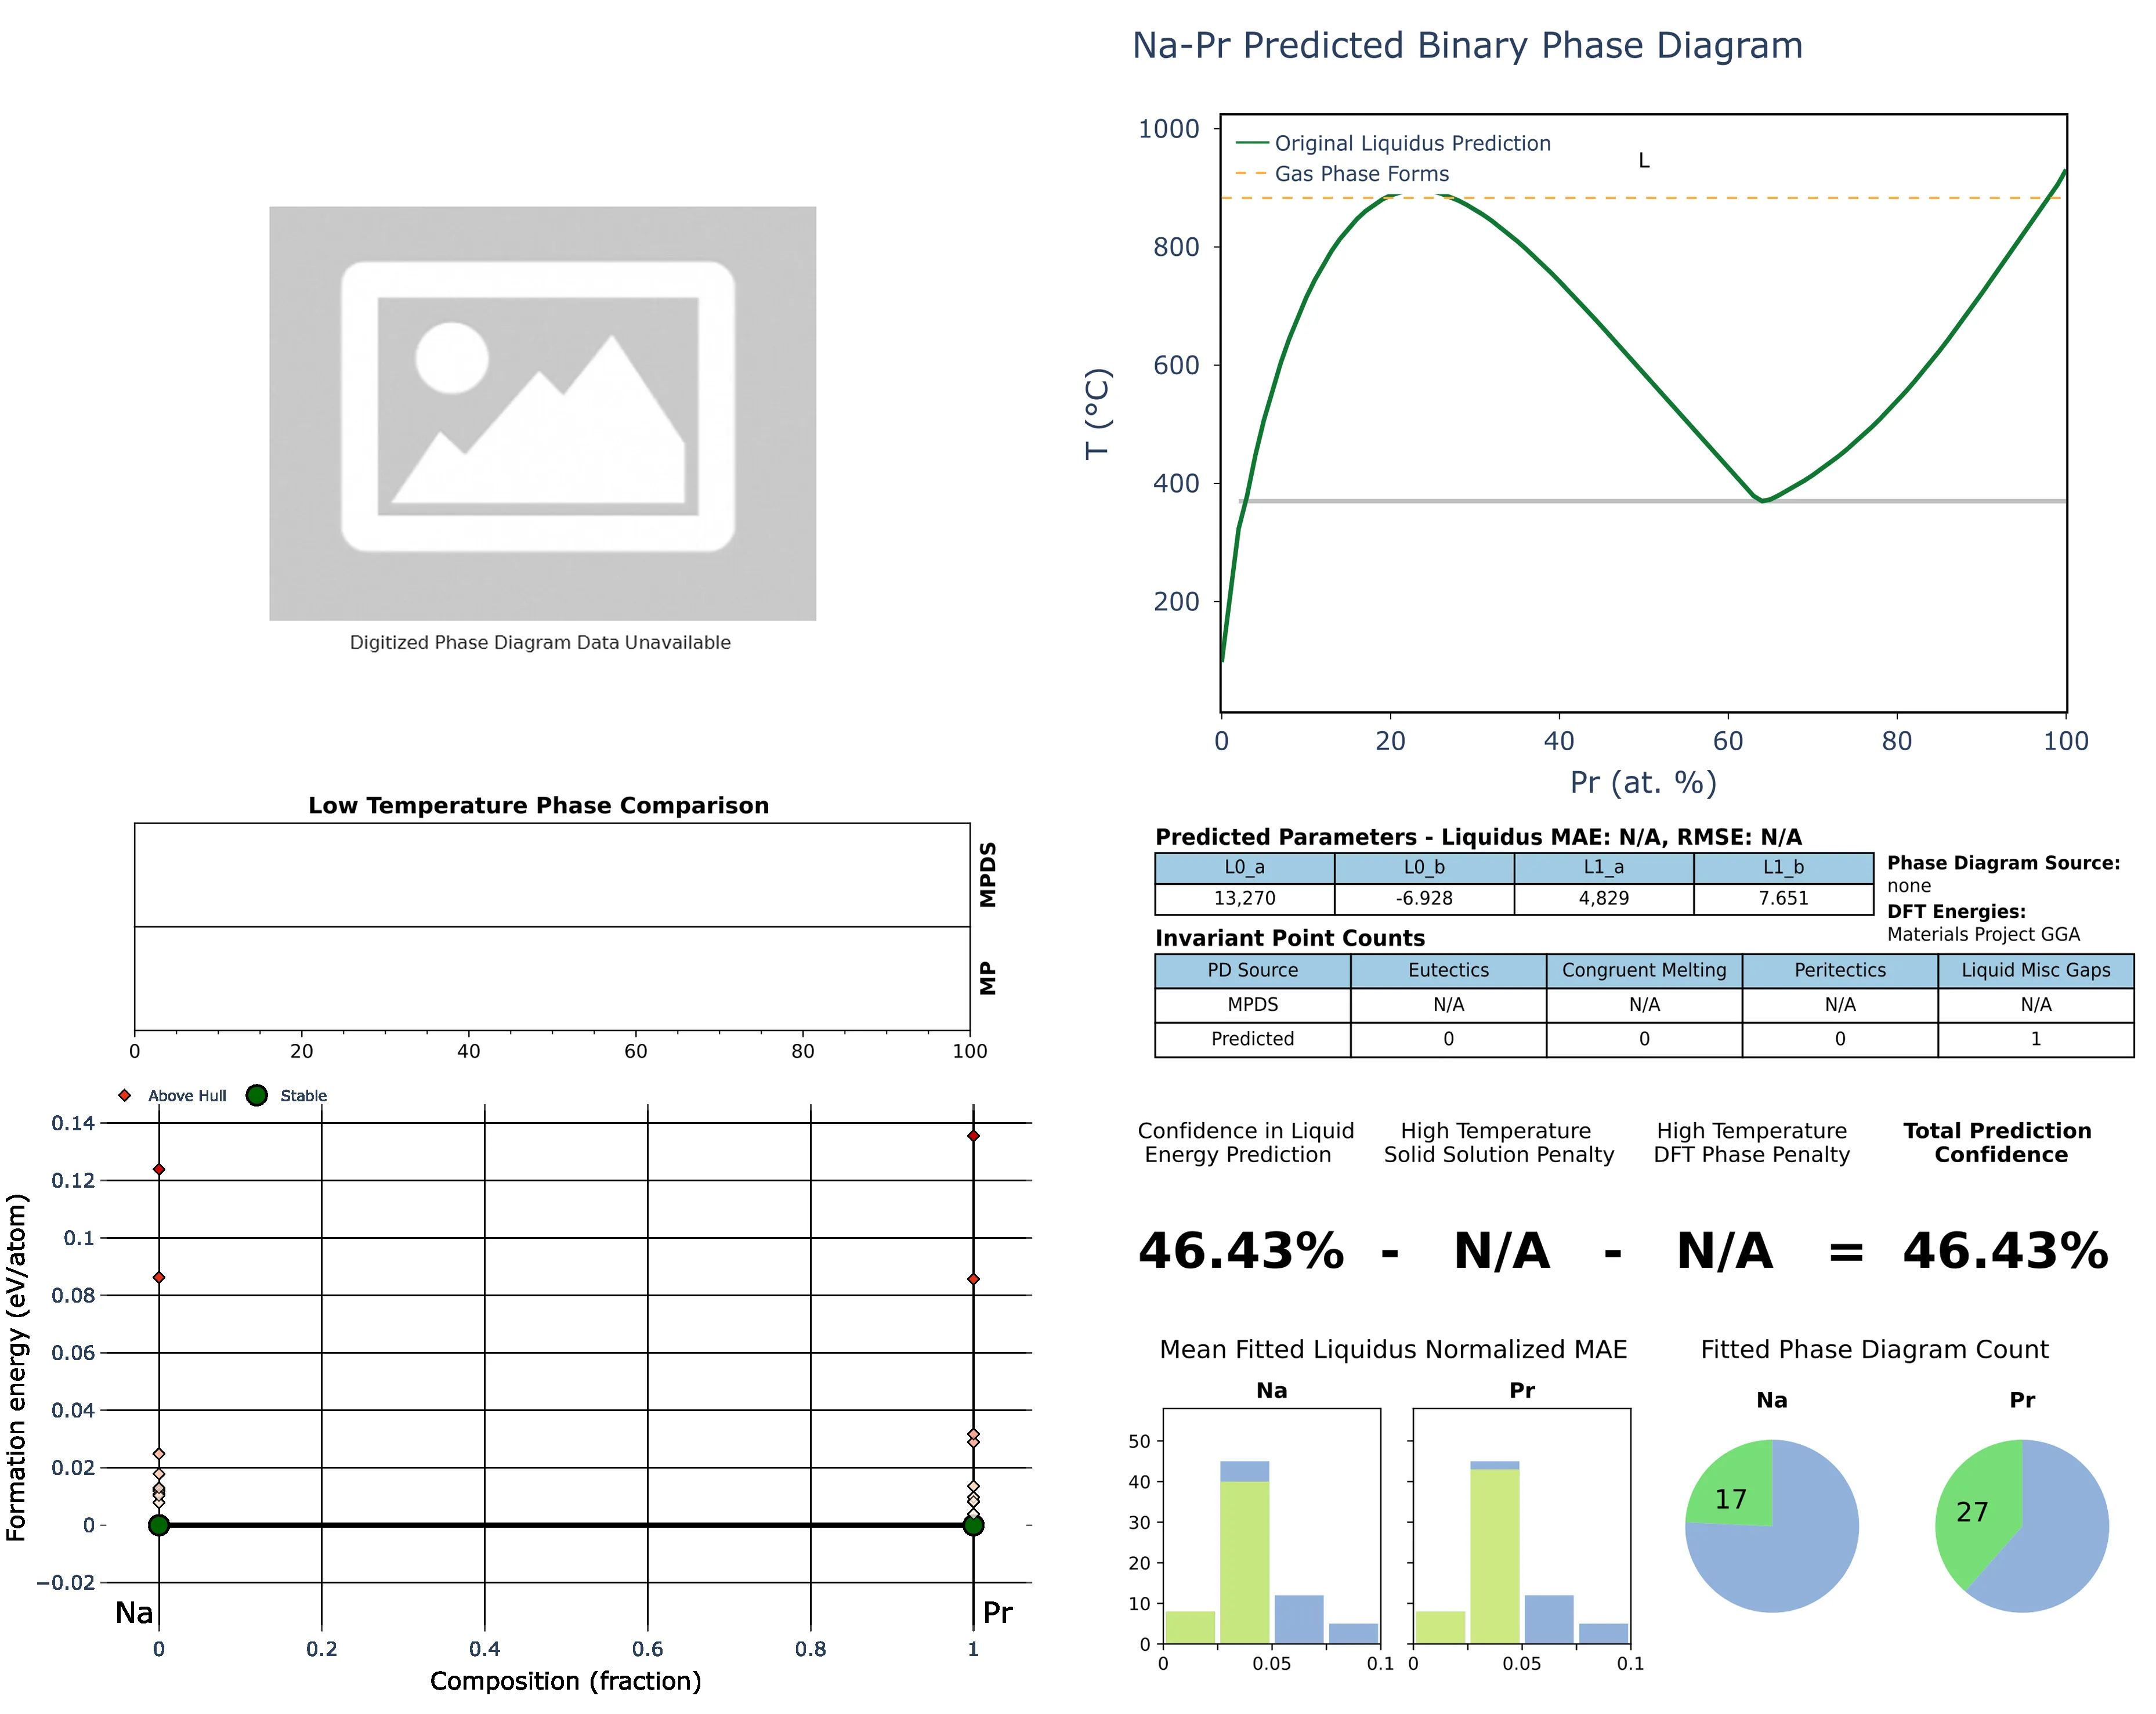 Na-Pr Predicted Binary Phase Diagram
1000
800
600
400
200
T (°C)
Original Liquidus Prediction
Gas Phase Forms
L
0 20 40 60 80 100
Pr (at. %)
Digitized Phase Diagram Data Unavailable
Low Temperature Phase Comparison
MPDS
MP
0 20 40 60 80 100
Predicted Parameters - Liquidus MAE: N/A, RMSE: N/A
L0_a L0_b L1_a L1_b
13,270 -6.928 4,829 7.651
Phase Diagram Source:
none
DFT Energies:
Materials Project GGA
Invariant Point Counts
PD Source Eutectics Congruent Melting Peritectics Liquid Misc Gaps
MPDS N/A N/A N/A N/A
Predicted 0 0 0 1
Above Hull Stable
0.14
0.12
0.1
0.08
0.06
0.04
0.02
0
−0.02
Formation energy (eV/atom)
Na Pr
0 0.2 0.4 0.6 0.8 1
Composition (fraction)
Confidence in Liquid
Energy Prediction
High Temperature
Solid Solution Penalty
High Temperature
DFT Phase Penalty
Total Prediction
Confidence
46.43% - N/A - N/A = 46.43%
Mean Fitted Liquidus Normalized MAE
Na Pr
50
40
30
20
10
0
0 0.05 0.1 0 0.05 0.1
Fitted Phase Diagram Count
Na Pr
17 27